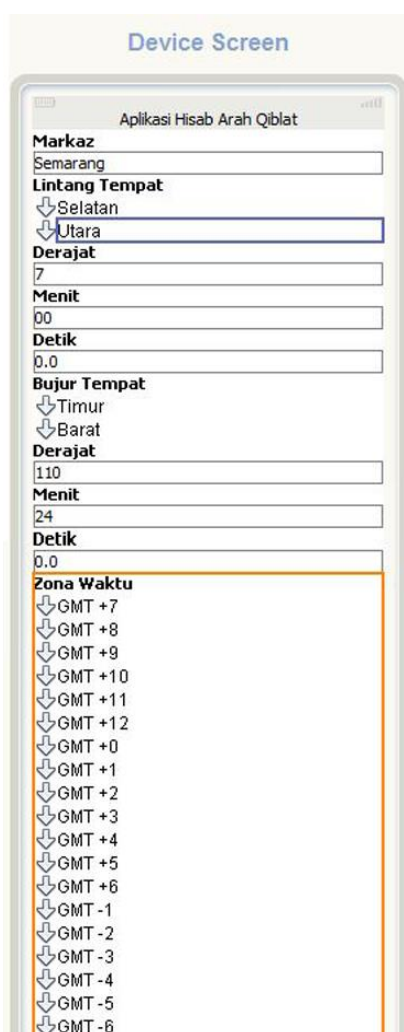 Device Screen
Aplikasi Hisab Arah Qiblat
Markaz
Semarang
Lintang Tempat
Selatan
Utara
Derajat
7
Menit
00
Detik
0.0
Bujur Tempat
Timur
Barat
Derajat
110
Menit
24
Detik
0.0
Zona Waktu
GMT +7
GMT +8
GMT +9
GMT +10
GMT +11
GMT +12
GMT +0
GMT +1
GMT +2
GMT +3
GMT +4
GMT +5
GMT +6
GMT -1
GMT -2
GMT -3
GMT -4
GMT -5
GMT -6